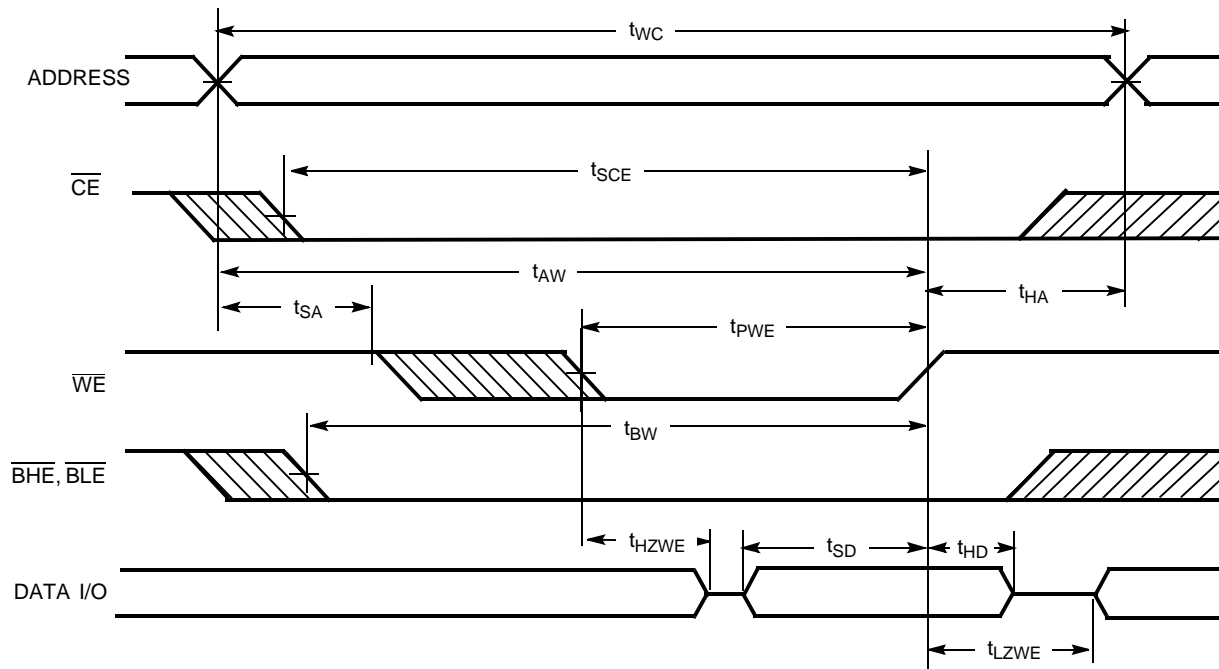 tWC
ADDRESS
CE
tSCE
tAW
tSA
tHA
tPWE
WE
tBW
BHE, BLE
tHZWE
tSD
tHD
DATA I/O
tLZWE